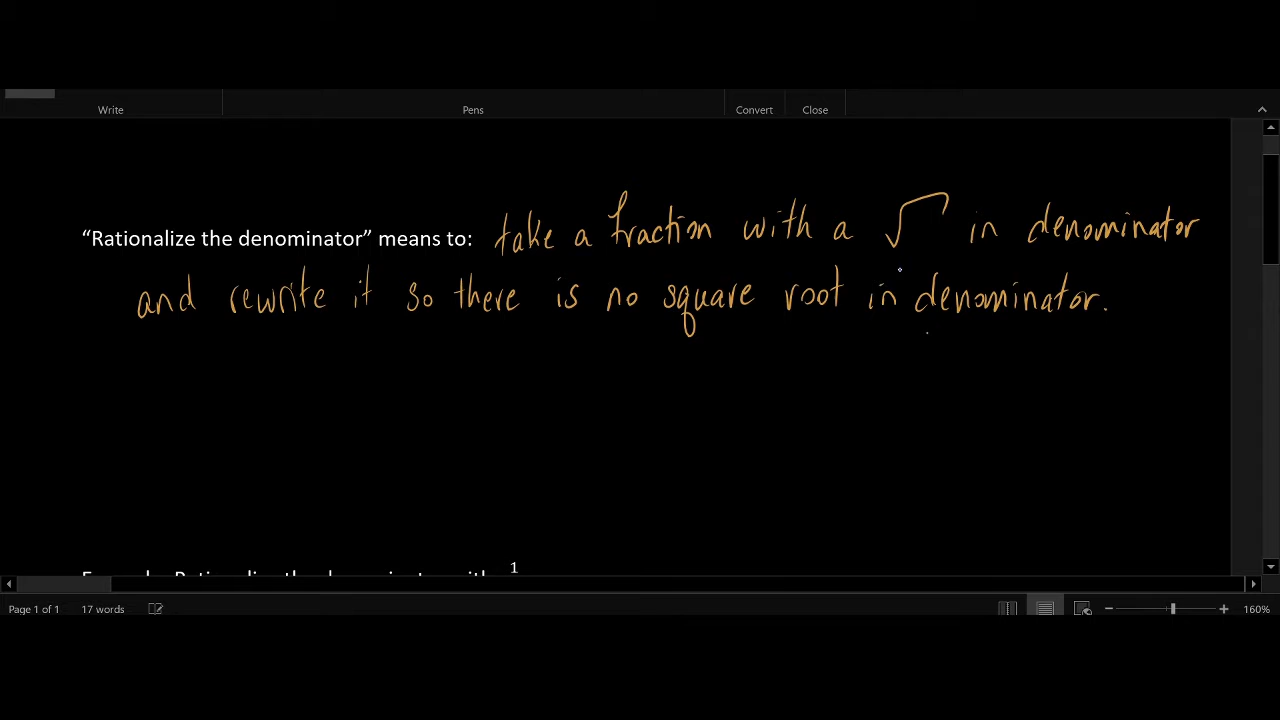 Write Pens Convert Close
“Rationalize the denominator” means to: take a fraction with a √ in denominator
and rewrite it so there is no square root in denominator.
1
Page 1 of 1 17 words 160%